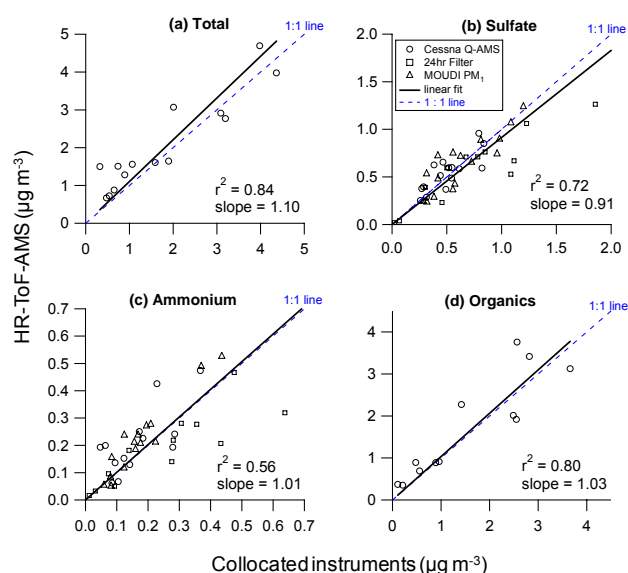 (a) Total
1:1 line
5
4
3
2
1
0
0 1 2 3 4 5
r² = 0.84
slope = 1.10
(b) Sulfate
1:1 line
Cessna Q-AMS
24hr Filter
MOUDI PM₁
linear fit
1 : 1 line
2.0
1.5
1.0
0.5
0.0
0.0 0.5 1.0 1.5 2.0
r² = 0.72
slope = 0.91
HR-ToF-AMS (µg m⁻³)
(c) Ammonium
1:1 line
0.7
0.6
0.5
0.4
0.3
0.2
0.1
0.0
0.0 0.1 0.2 0.3 0.4 0.5 0.6 0.7
r² = 0.56
slope = 1.01
(d) Organics
1:1 line
4
3
2
1
0
0 1 2 3 4
r² = 0.80
slope = 1.03
Collocated instruments (µg m⁻³)